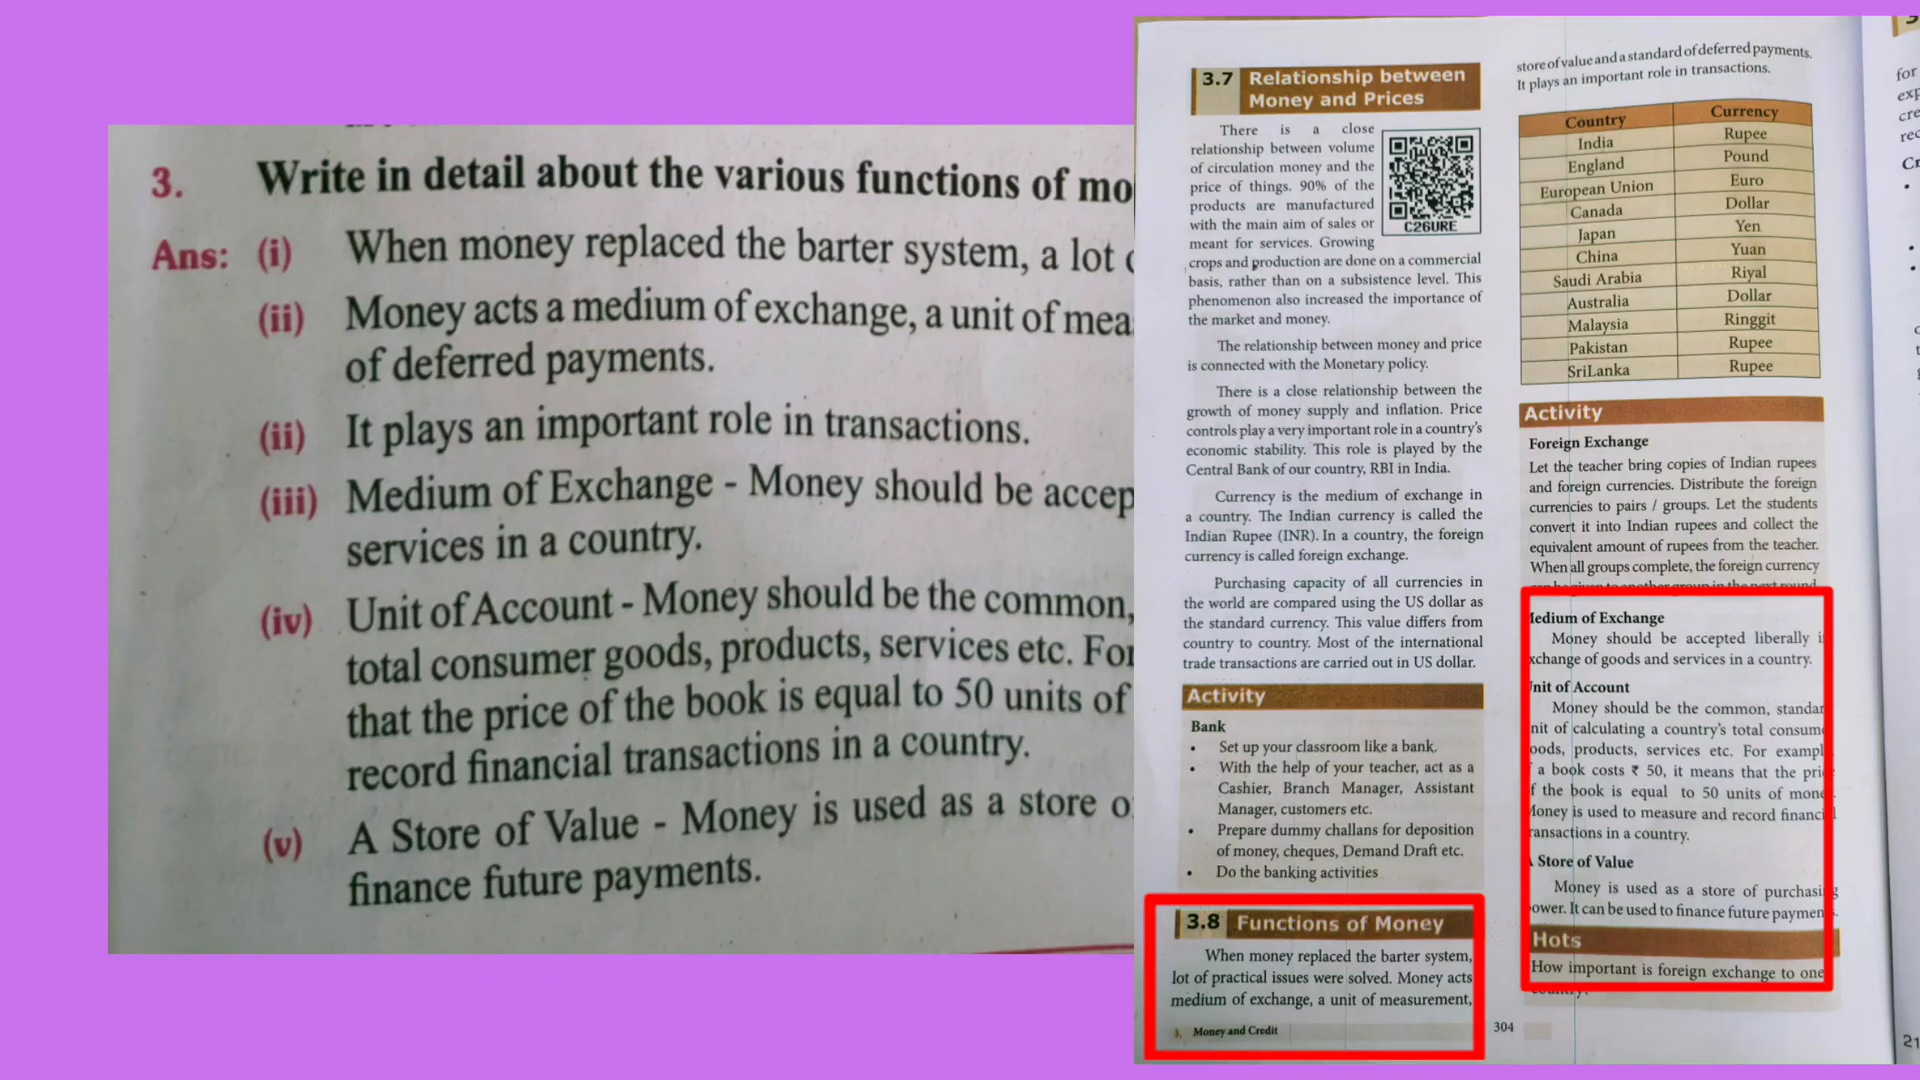 3. Write in detail about the various functions of mo
Ans: (i) When money replaced the barter system, a lot
(ii) Money acts a medium of exchange, a unit of mea
of deferred payments.
(ii) It plays an important role in transactions.
(iii) Medium of Exchange - Money should be accep
services in a country.
(iv) Unit of Account - Money should be the common,
total consumer goods, products, services etc. For
that the price of the book is equal to 50 units of
record financial transactions in a country.
(v) A Store of Value - Money is used as a store o
finance future payments.
3.7 Relationship between
Money and Prices
There is a close
relationship between volume
of circulation money and the
price of things. 90% of the
products are manufactured
with the main aim of sales or
meant for services. Growing
crops and production are done on a commercial
basis, rather than on a subsistence level. This
phenomenon also increased the importance of
the market and money.
C26URE
The relationship between money and price
is connected with the Monetary policy.
There is a close relationship between the
growth of money supply and inflation. Price
controls play a very important role in a country's
economic stability. This role is played by the
Central Bank of our country, RBI in India.
Currency is the medium of exchange in
a country. The Indian currency is called the
Indian Rupee (INR). In a country, the foreign
currency is called foreign exchange.
Purchasing capacity of all currencies in
the world are compared using the US dollar as
the standard currency. This value differs from
country to country. Most of the international
trade transactions are carried out in US dollar.
Activity
Bank
• Set up your classroom like a bank.
• With the help of your teacher, act as a
Cashier, Branch Manager, Assistant
Manager, customers etc.
• Prepare dummy challans for deposition
of money, cheques, Demand Draft etc.
• Do the banking activities
3.8 Functions of Money
When money replaced the barter system,
lot of practical issues were solved. Money acts
medium of exchange, a unit of measurement,
3. Money and Credit
304
store of value and a standard of deferred payments.
It plays an important role in transactions.
Country Currency
India Rupee
England Pound
European Union Euro
Canada Dollar
Japan Yen
China Yuan
Saudi Arabia Riyal
Australia Dollar
Malaysia Ringgit
Pakistan Rupee
SriLanka Rupee
Activity
Foreign Exchange
Let the teacher bring copies of Indian rupees
and foreign currencies. Distribute the foreign
currencies to pairs / groups. Let the students
convert it into Indian rupees and collect the
equivalent amount of rupees from the teacher.
When all groups complete, the foreign currency
Medium of Exchange
Money should be accepted liberally i
xchange of goods and services in a country.
Unit of Account
Money should be the common, standar
nit of calculating a country's total consum
oods, products, services etc. For exampl
a book costs ₹ 50, it means that the pri
f the book is equal to 50 units of mone
Money is used to measure and record financi
ransactions in a country.
A Store of Value
Money is used as a store of purchasing
ower. It can be used to finance future paymen
Hots
How important is foreign exchange to one
for
exp
cre
rec
Cr
21